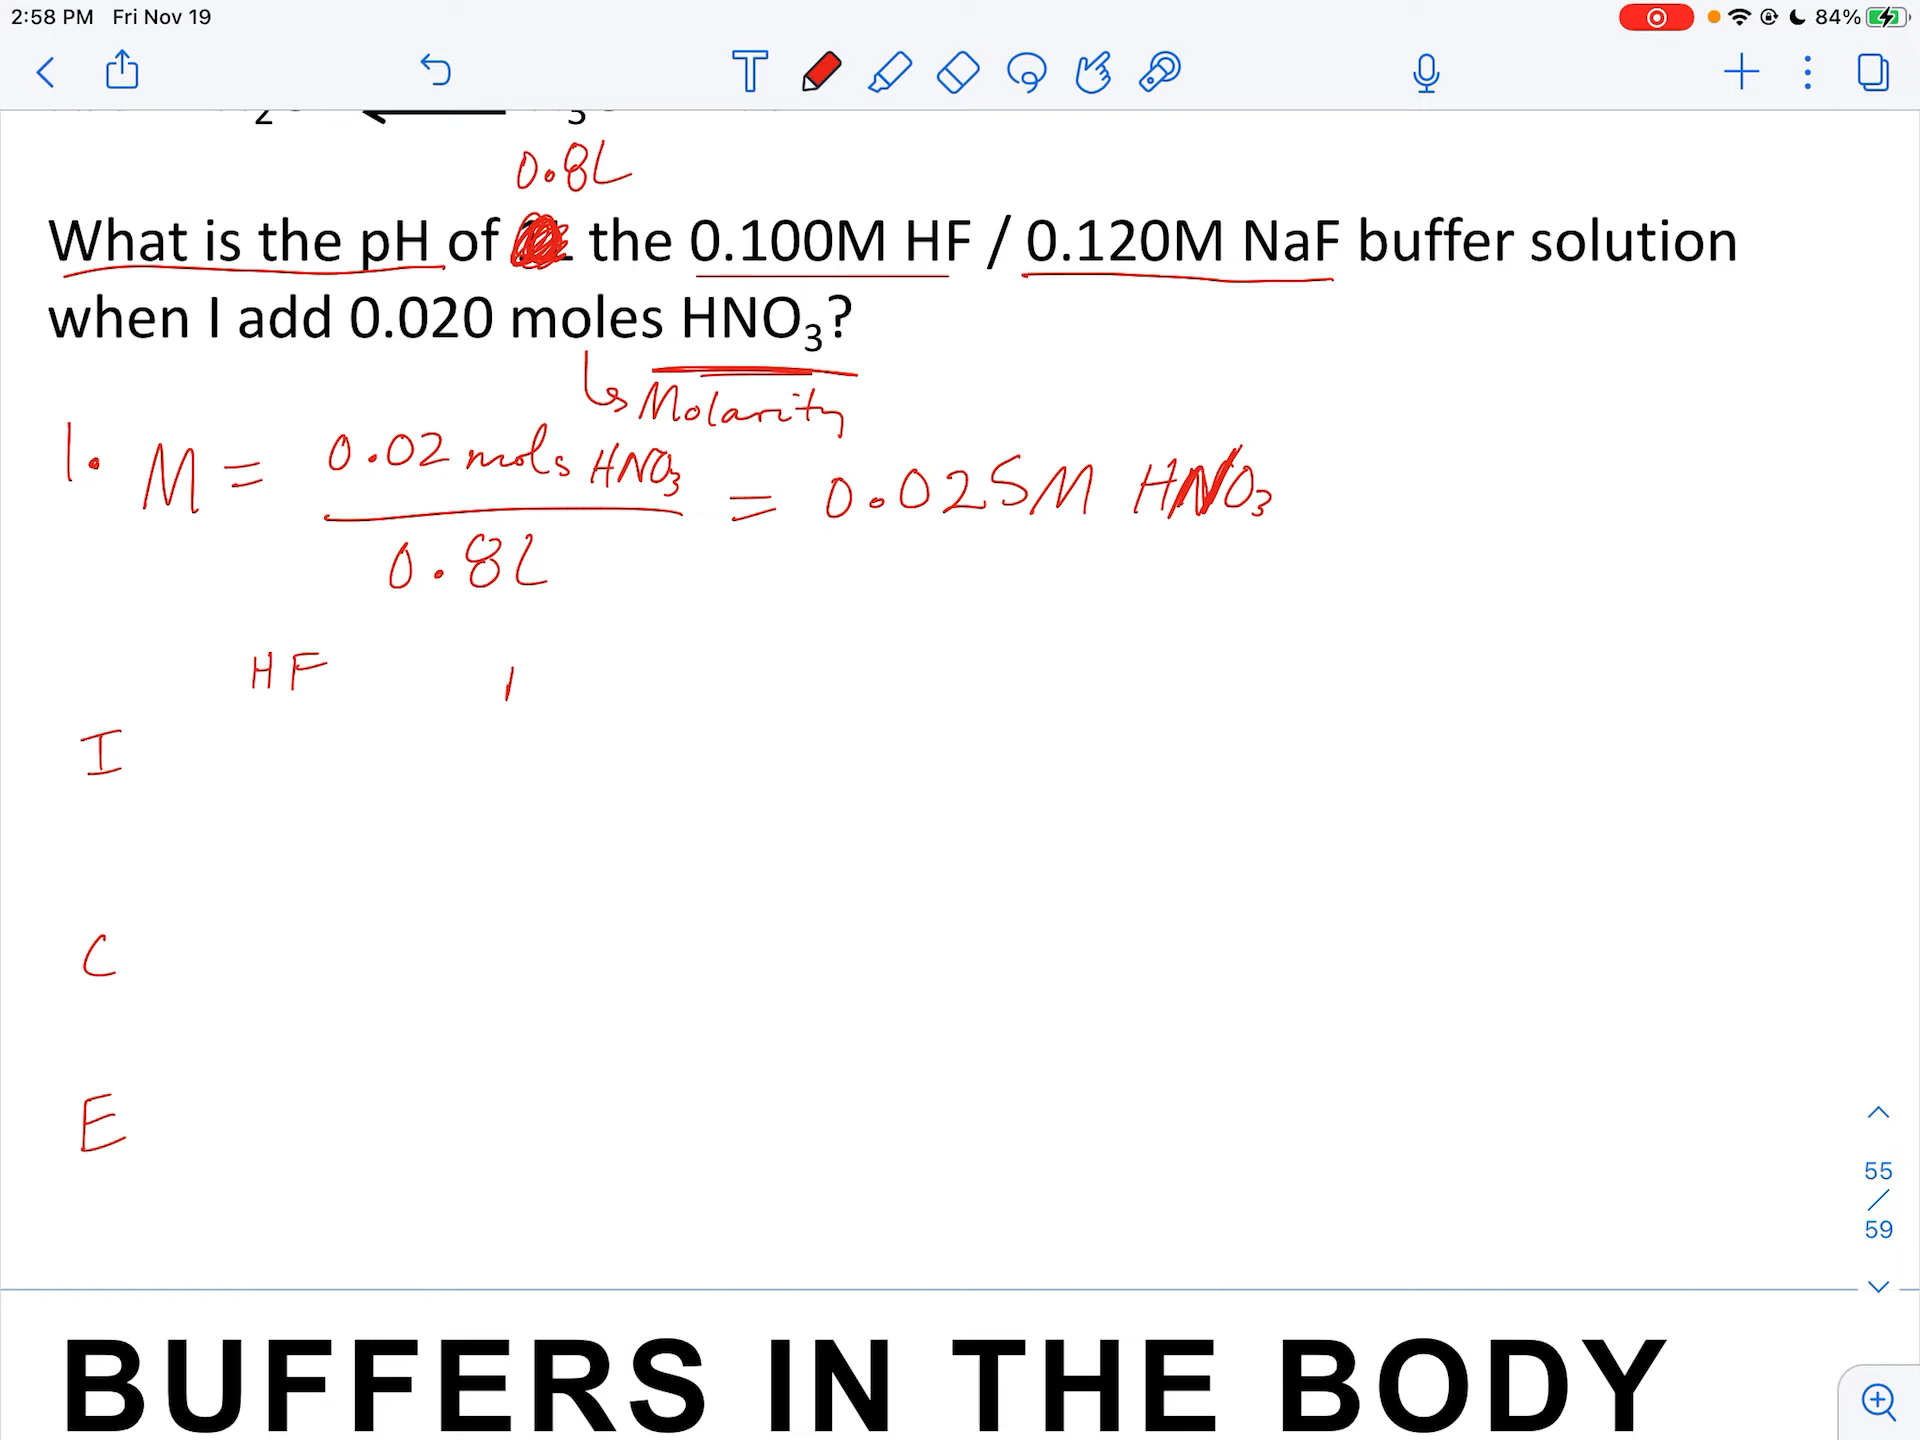 2:58 PM Fri Nov 19 84%
T
2 3
0.8L
What is the pH of the 0.100M HF / 0.120M NaF buffer solution
when I add 0.020 moles HNO₃?
↳ Molarity
1. M = 0.02 mols HNO₃ = 0.025M HNO₃
0.8L
HF
I
C
E
55
/
59
BUFFERS IN THE BODY